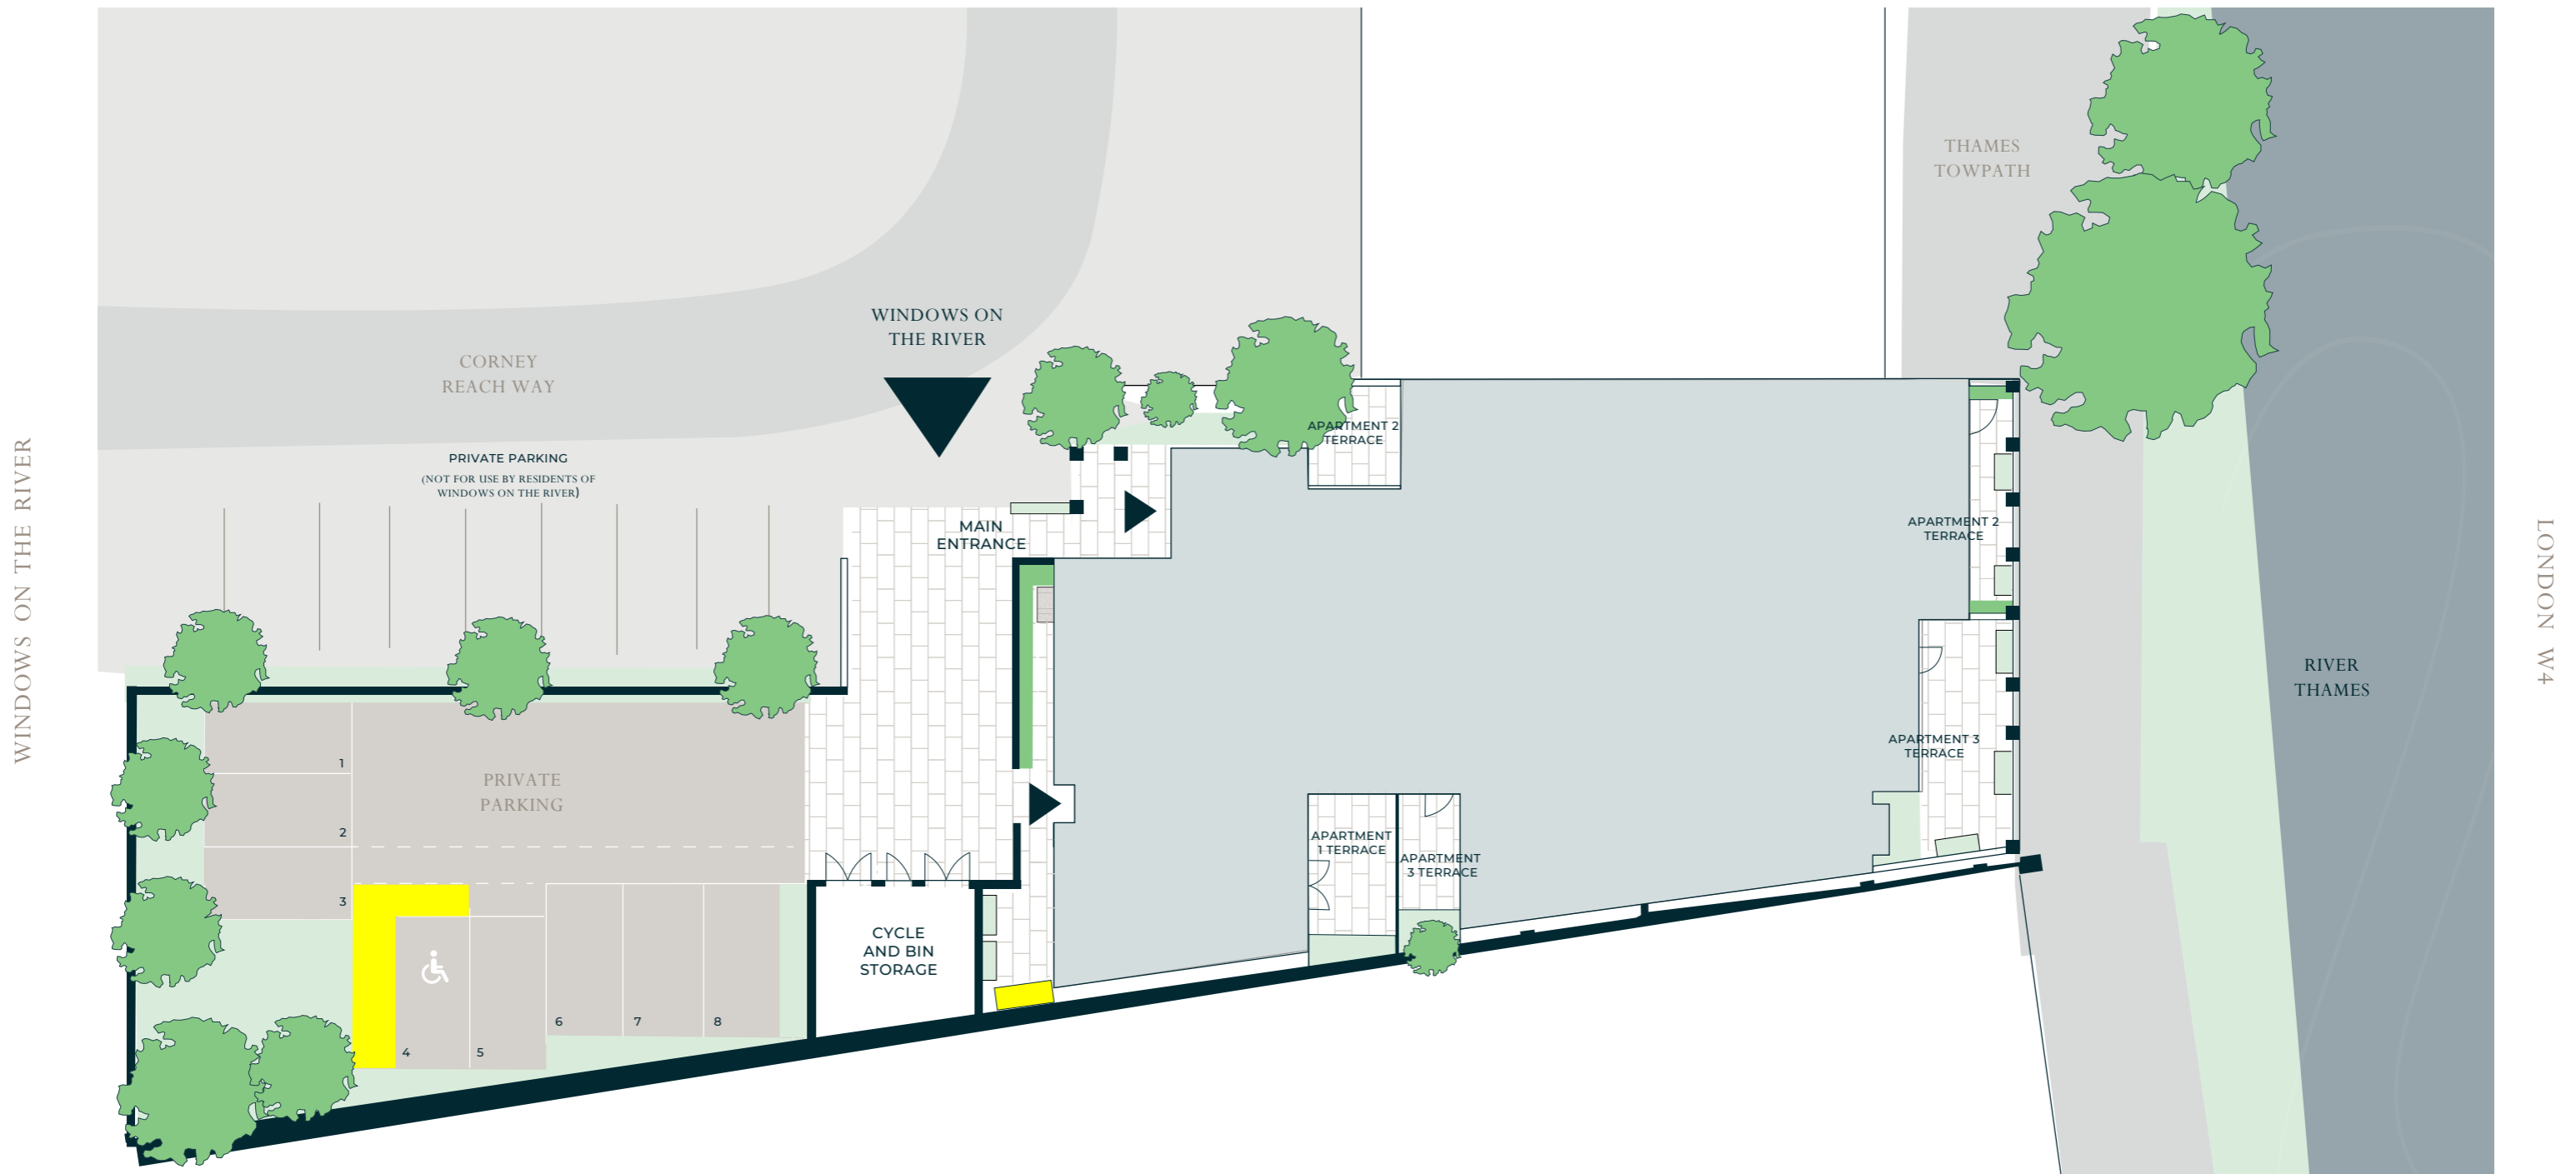 WINDOWS ON THE RIVER
CORNEY
REACH WAY
WINDOWS ON
THE RIVER
THAMES
TOWPATH
PRIVATE PARKING
(NOT FOR USE BY RESIDENTS OF
WINDOWS ON THE RIVER)
MAIN
ENTRANCE
APARTMENT 2
TERRACE
APARTMENT 2
TERRACE
APARTMENT 3
TERRACE
RIVER
THAMES
LONDON W4
PRIVATE
PARKING
1
2
3
4
5
6
7
8
CYCLE
AND BIN
STORAGE
APARTMENT
1 TERRACE
APARTMENT
3 TERRACE